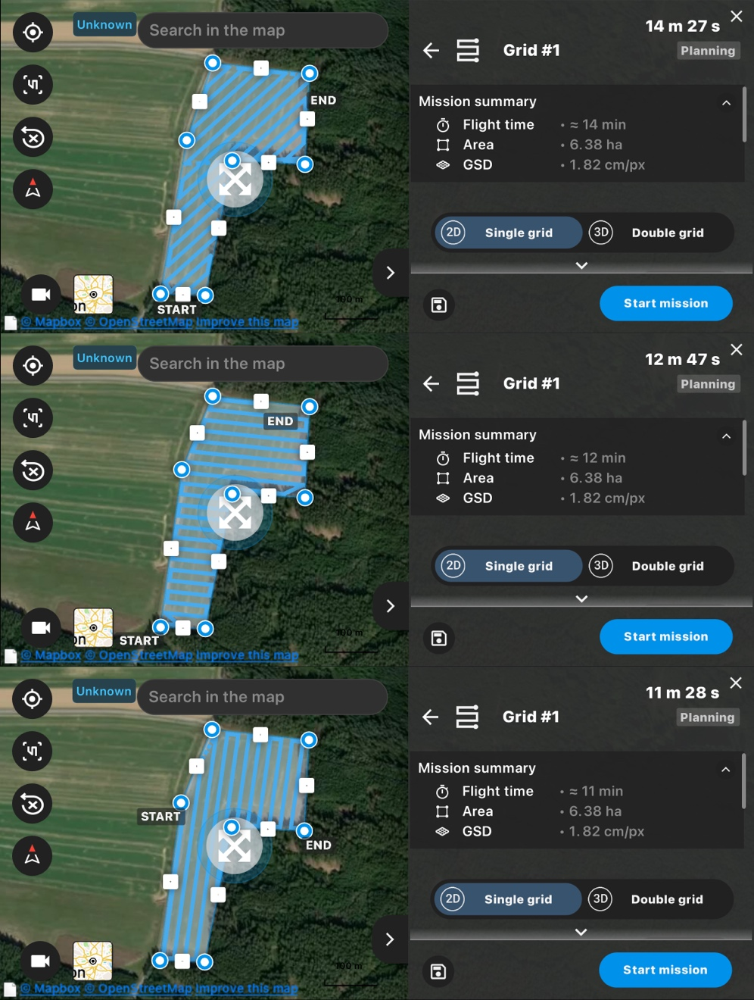 Unknown
Search in the map
END
START
100 m
© Mapbox © OpenStreetMap Improve this map
14 m 27 s
Grid #1
Planning
Mission summary
Flight time • ≈ 14 min
Area • 6.38 ha
GSD • 1.82 cm/px
2D Single grid 3D Double grid
Start mission
Unknown
Search in the map
END
START
100 m
© Mapbox © OpenStreetMap Improve this map
12 m 47 s
Grid #1
Planning
Mission summary
Flight time • ≈ 12 min
Area • 6.38 ha
GSD • 1.82 cm/px
2D Single grid 3D Double grid
Start mission
Unknown
Search in the map
START
END
100 m
© Mapbox © OpenStreetMap Improve this map
11 m 28 s
Grid #1
Planning
Mission summary
Flight time • ≈ 11 min
Area • 6.38 ha
GSD • 1.82 cm/px
2D Single grid 3D Double grid
Start mission